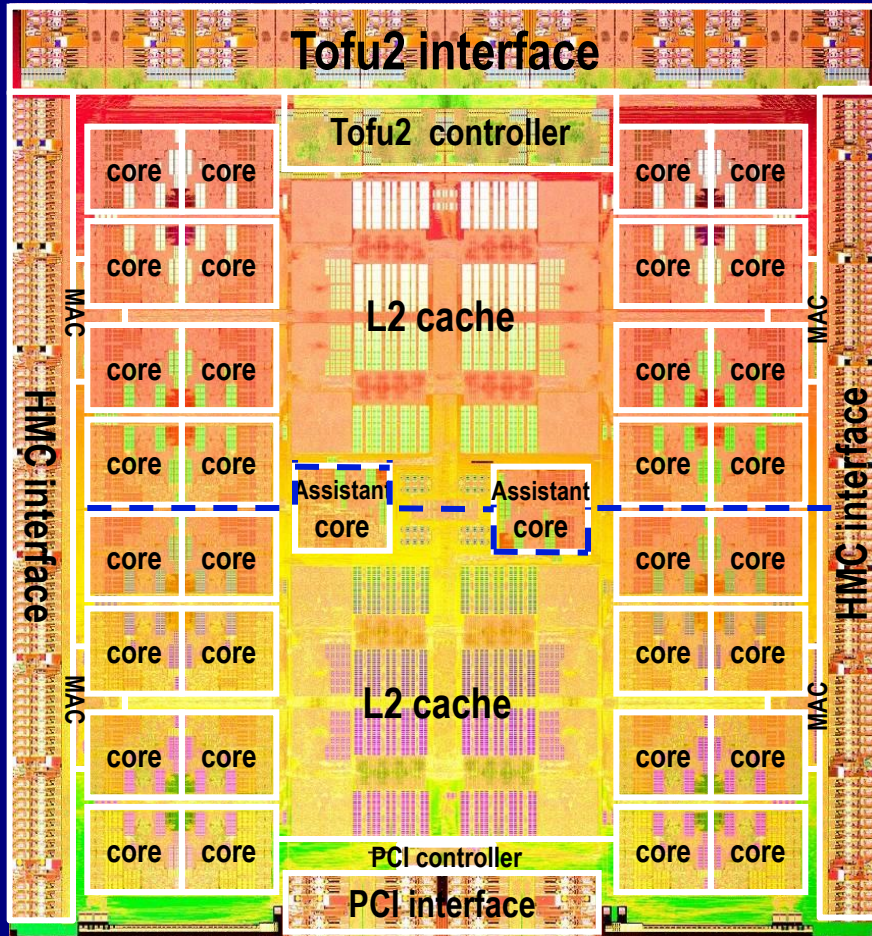 Tofu2 interface
Tofu2 controller
core core core core
core core core core
MAC L2 cache MAC
core core core core
HMC interface HMC interface
core core core core
Assistant Assistant
core core
core core core core
core core core core
MAC L2 cache MAC
core core core core
core core core core
PCI controller
PCI interface